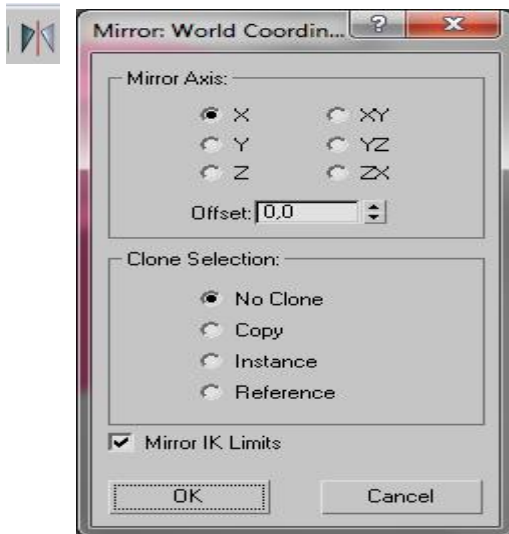 Mirror: World Coordin...
Mirror Axis:
X XY
Y YZ
Z ZX
Offset: 0,0
Clone Selection:
No Clone
Copy
Instance
Reference
Mirror IK Limits
OK Cancel